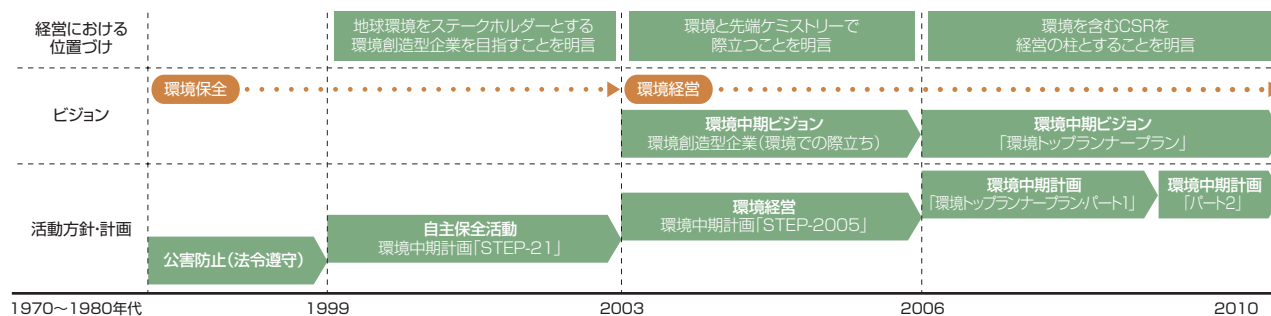 経営における
位置づけ
地球環境をステークホルダーとする
環境創造型企業を目指すことを明言
環境と先端ケミストリーで
際立つことを明言
環境を含むCSRを
経営の柱とすることを明言
ビジョン
環境保全
環境経営
環境中期ビジョン
環境創造型企業(環境での際立ち)
環境中期ビジョン
「環境トップランナープラン」
活動方針・計画
公害防止(法令遵守)
自主保全活動
環境中期計画「STEP-21」
環境経営
環境中期計画「STEP-2005」
環境中期計画
「環境トップランナープラン・パート1」
環境中期計画
「パート2」
1970〜1980年代
1999
2003
2006
2010